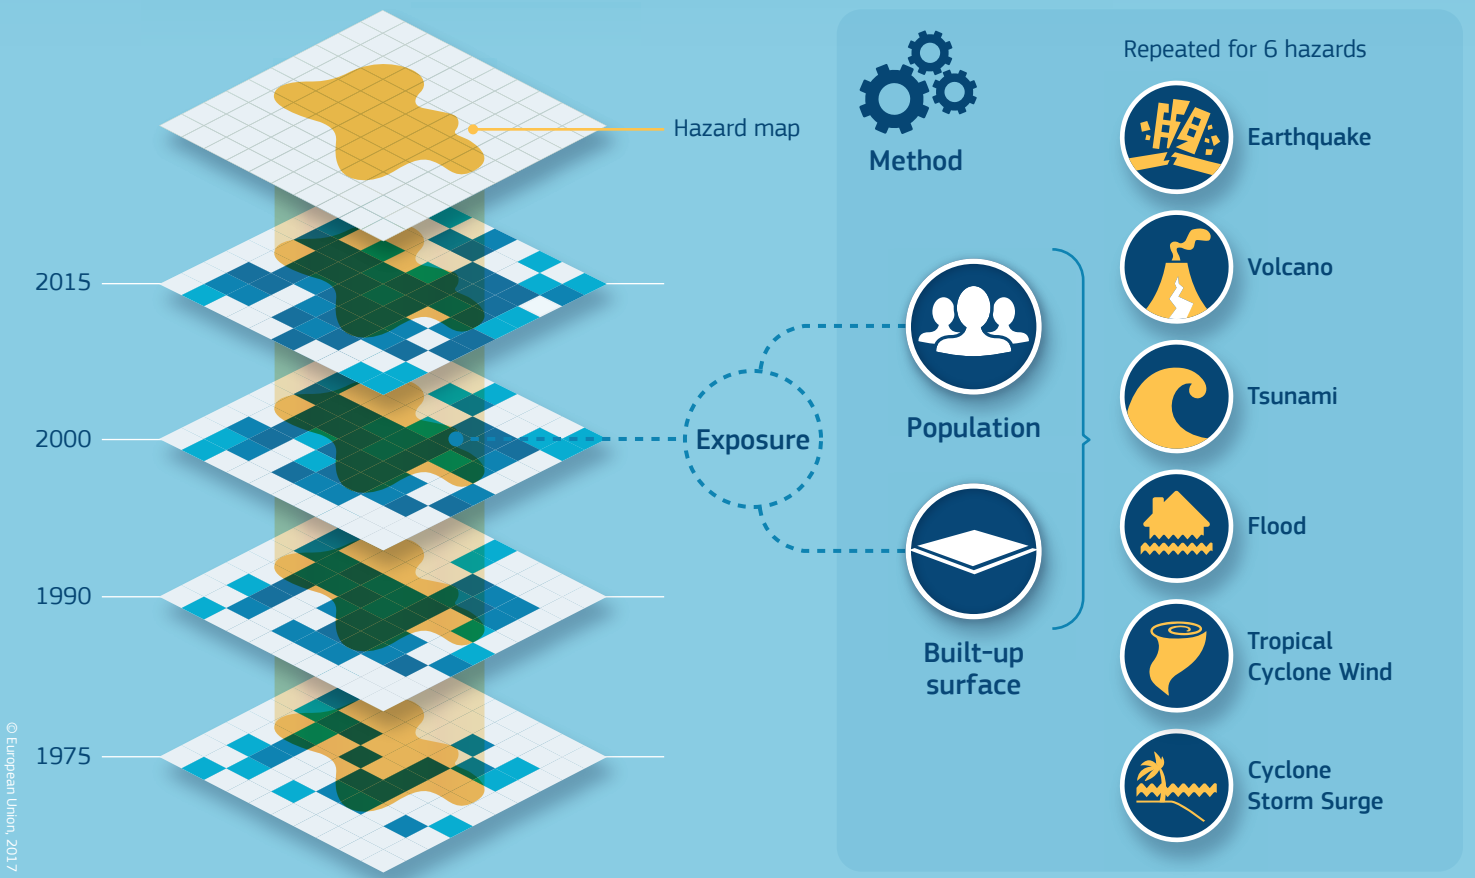 Hazard map
2015
2000
1990
1975
Exposure
Method
Population
Built-up
surface
Repeated for 6 hazards
Earthquake
Volcano
Tsunami
Flood
Tropical
Cyclone Wind
Cyclone
Storm Surge
© European Union, 2017